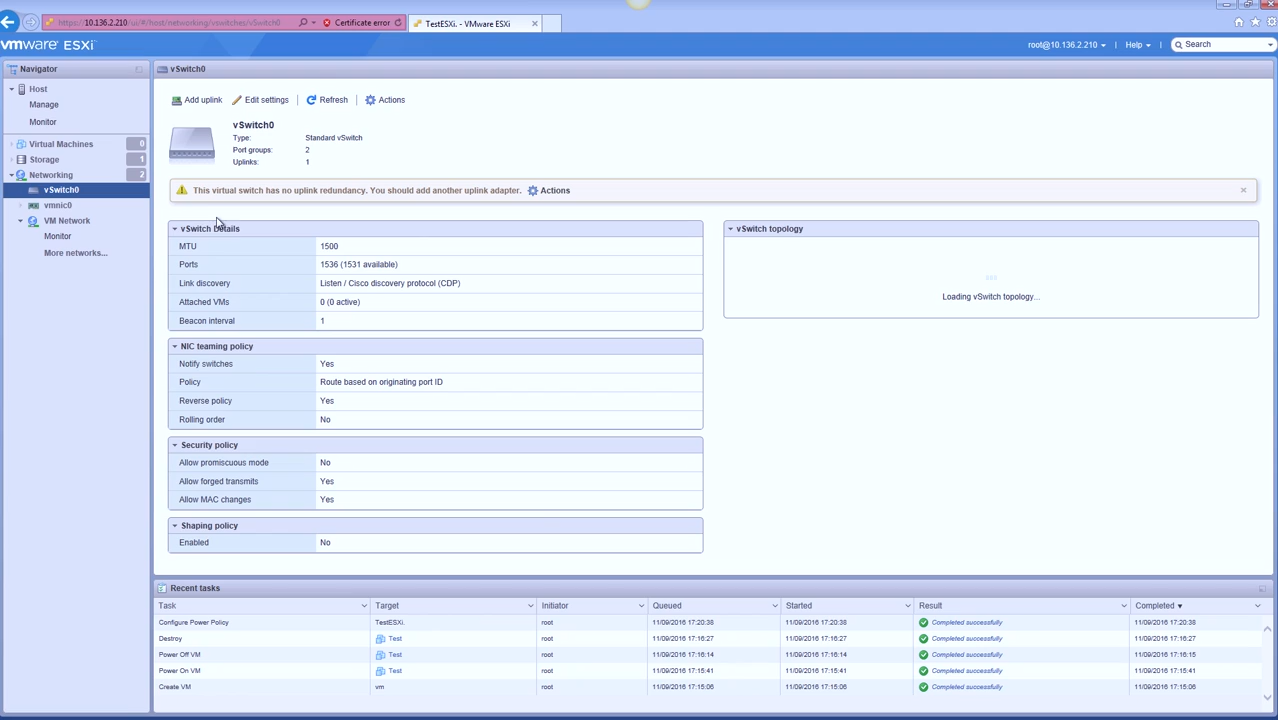 https://10.136.2.210/ui/#/host/networking/vswitches/vSwitch0
Certificate error
TestESXi. - VMware ESXi
vmware ESXi
root@10.136.2.210
Help
Search
Navigator
vSwitch0
Host
Manage
Monitor
Virtual Machines 0
Storage 1
Networking 2
vSwitch0
vmnic0
VM Network
Monitor
More networks...
Add uplink
Edit settings
Refresh
Actions
vSwitch0
Type: Standard vSwitch
Port groups: 2
Uplinks: 1
This virtual switch has no uplink redundancy. You should add another uplink adapter. Actions
vSwitch Details
MTU 1500
Ports 1536 (1531 available)
Link discovery Listen / Cisco discovery protocol (CDP)
Attached VMs 0 (0 active)
Beacon interval 1
NIC teaming policy
Notify switches Yes
Policy Route based on originating port ID
Reverse policy Yes
Rolling order No
Security policy
Allow promiscuous mode No
Allow forged transmits Yes
Allow MAC changes Yes
Shaping policy
Enabled No
vSwitch topology
Loading vSwitch topology...
Recent tasks
Task Target Initiator Queued Started Result Completed
Configure Power Policy TestESXi. root 11/09/2016 17:20:38 11/09/2016 17:20:38 Completed successfully 11/09/2016 17:20:38
Destroy Test root 11/09/2016 17:16:27 11/09/2016 17:16:27 Completed successfully 11/09/2016 17:16:27
Power Off VM Test root 11/09/2016 17:16:14 11/09/2016 17:16:14 Completed successfully 11/09/2016 17:16:15
Power On VM Test root 11/09/2016 17:15:41 11/09/2016 17:15:41 Completed successfully 11/09/2016 17:15:41
Create VM vm root 11/09/2016 17:15:06 11/09/2016 17:15:06 Completed successfully 11/09/2016 17:15:06